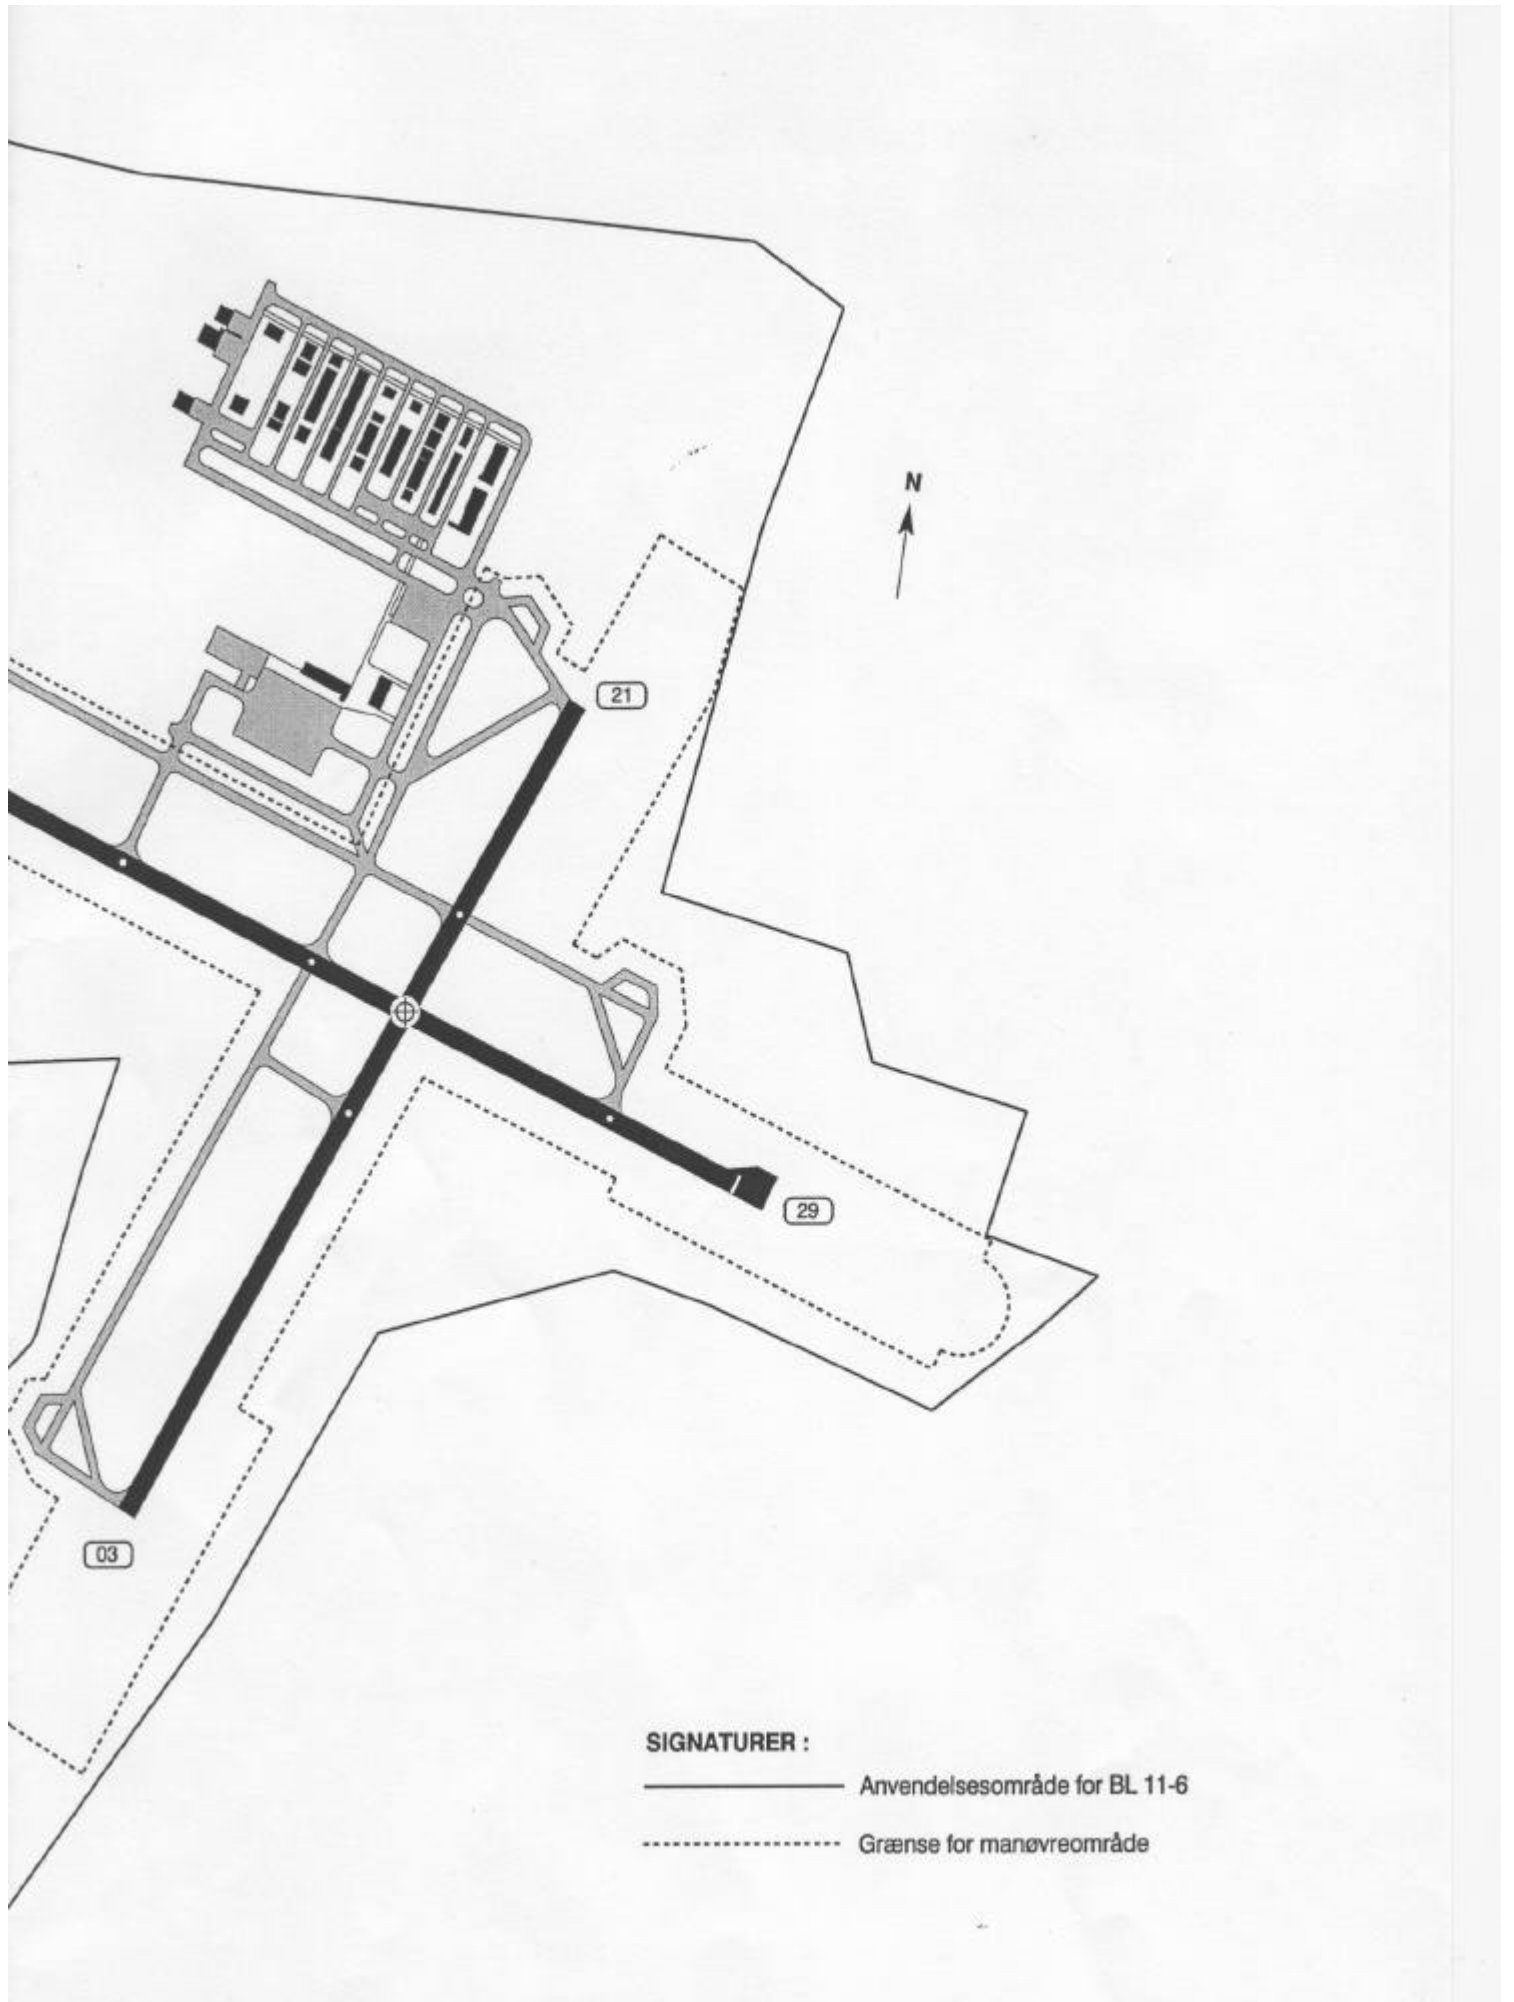 N
21
29
03
SIGNATURER :
Anvendelsesområde for BL 11-6
Grænse for manøvreområde